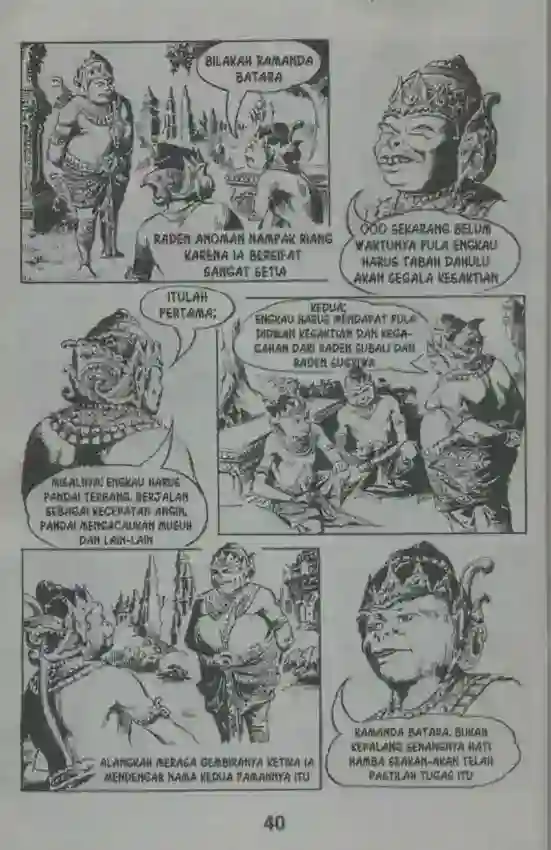 BILAKAH RAMANDA
BATARA
RADEN ANOMAN NAMPAK RIANG
KARENA IA BERSIFAT
SANGAT SETIA
OOO SEKARANG BELUM
WAKTUNYA PULA ENGKAU
HARUS TABAH DAHULU
AKAN SEGALA KESAKTIAN
ITULAH
PERTAMA;
MISALNYA: ENGKAU HARUS
PANDAI TERBANG. BERJALAN
SEBAGAI KECEPATAN ANGIN,
PANDAI MENGACAUKAN MUSUH
DAN LAIN-LAIN
KEDUA;
ENGKAU HARUS MENDAPAT PULA
DIDIKAN KESAKTIAN DAN KEGA-
GAHAN DARI RADEN SUBALI DAN
RADEN SUGRIWA
ALANGKAH MERASA GEMBIRANYA KETIKA IA
MENDENGAR NAMA KEDUA PAMANNYA ITU
RAMANDA BATARA. BUKAN
KEPALANG SENANGNYA HATI
HAMBA SEAKAN-AKAN TELAH
PASTILAH TUGAS ITU
40